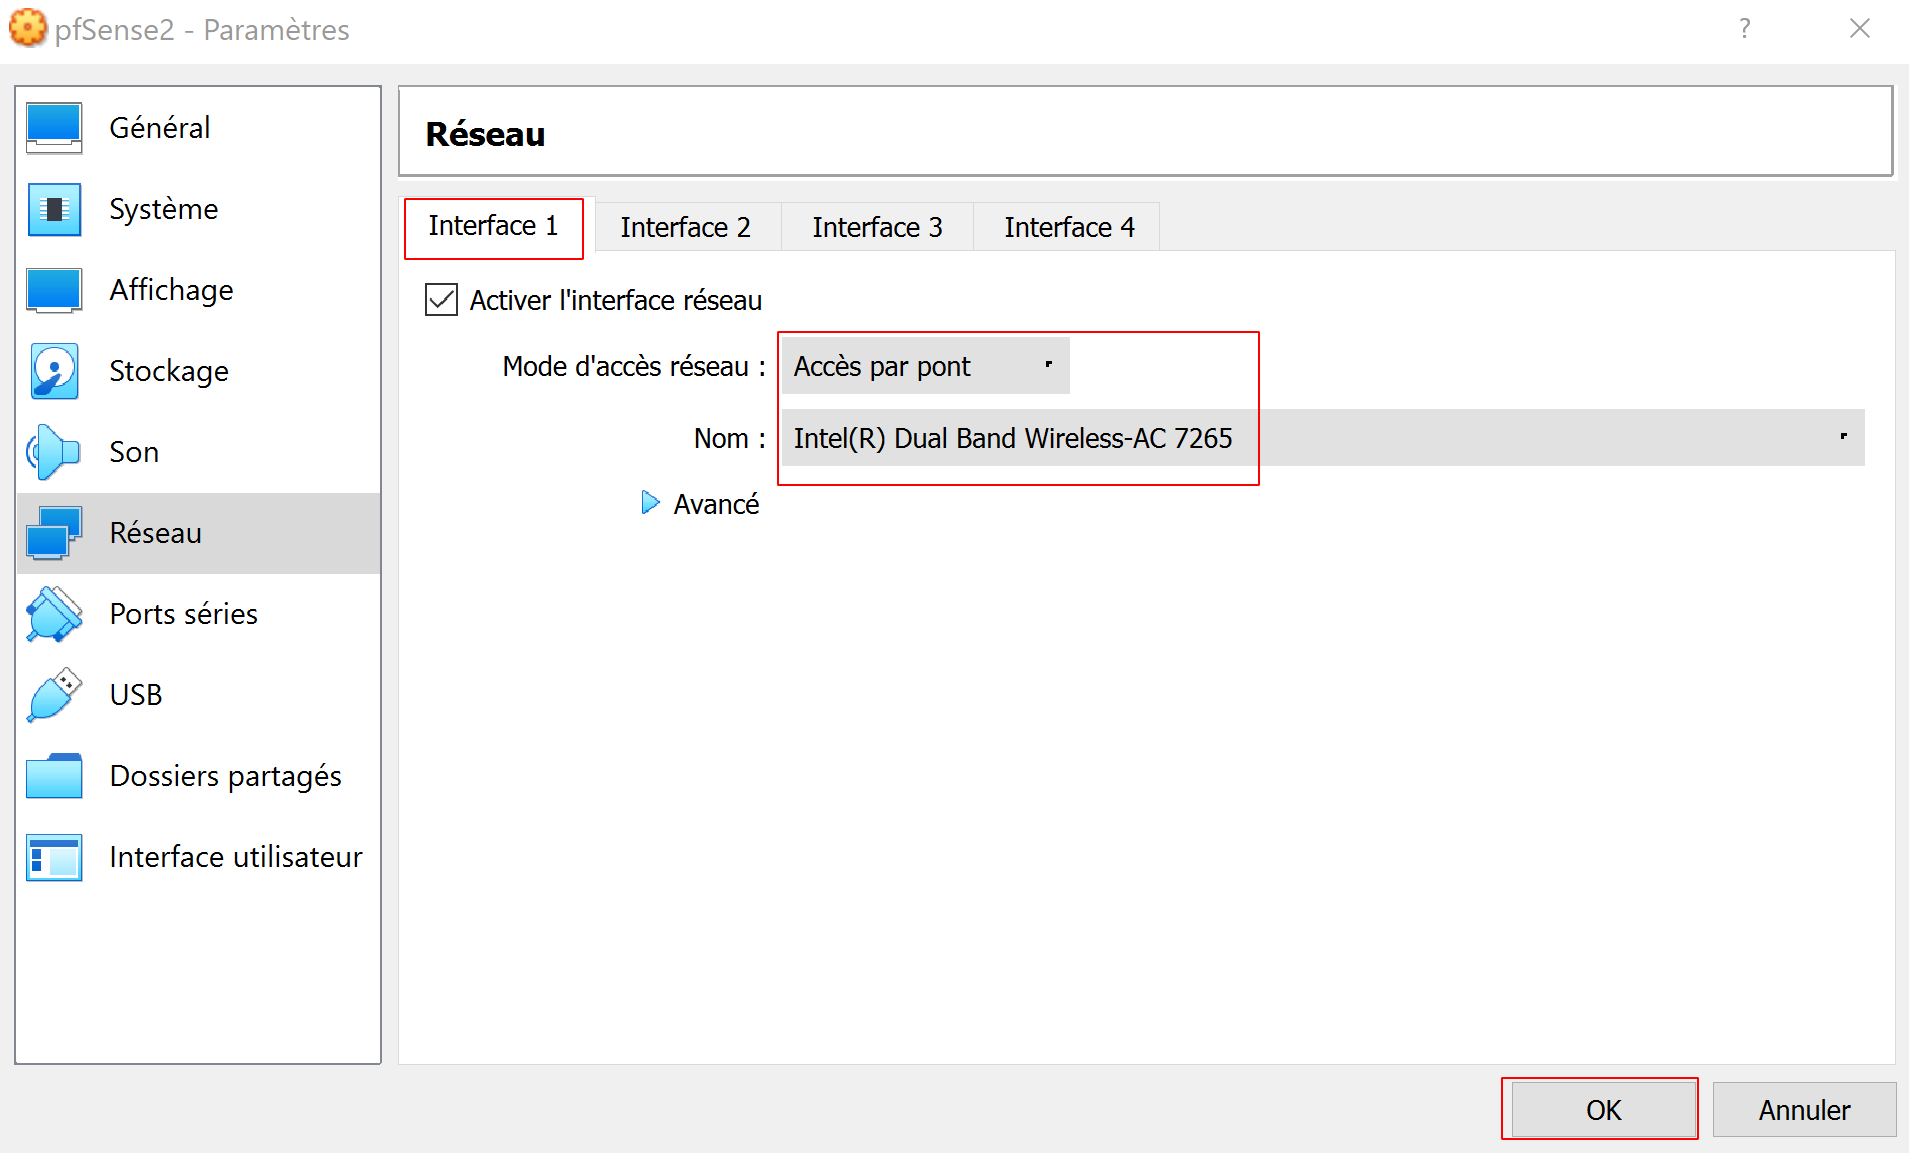 pfSense2 - Paramètres
?
Général
Système
Affichage
Stockage
Son
Réseau
Ports séries
USB
Dossiers partagés
Interface utilisateur
Réseau
Interface 1 Interface 2 Interface 3 Interface 4
Activer l'interface réseau
Mode d'accès réseau : Accès par pont
Nom : Intel(R) Dual Band Wireless-AC 7265
Avancé
OK Annuler